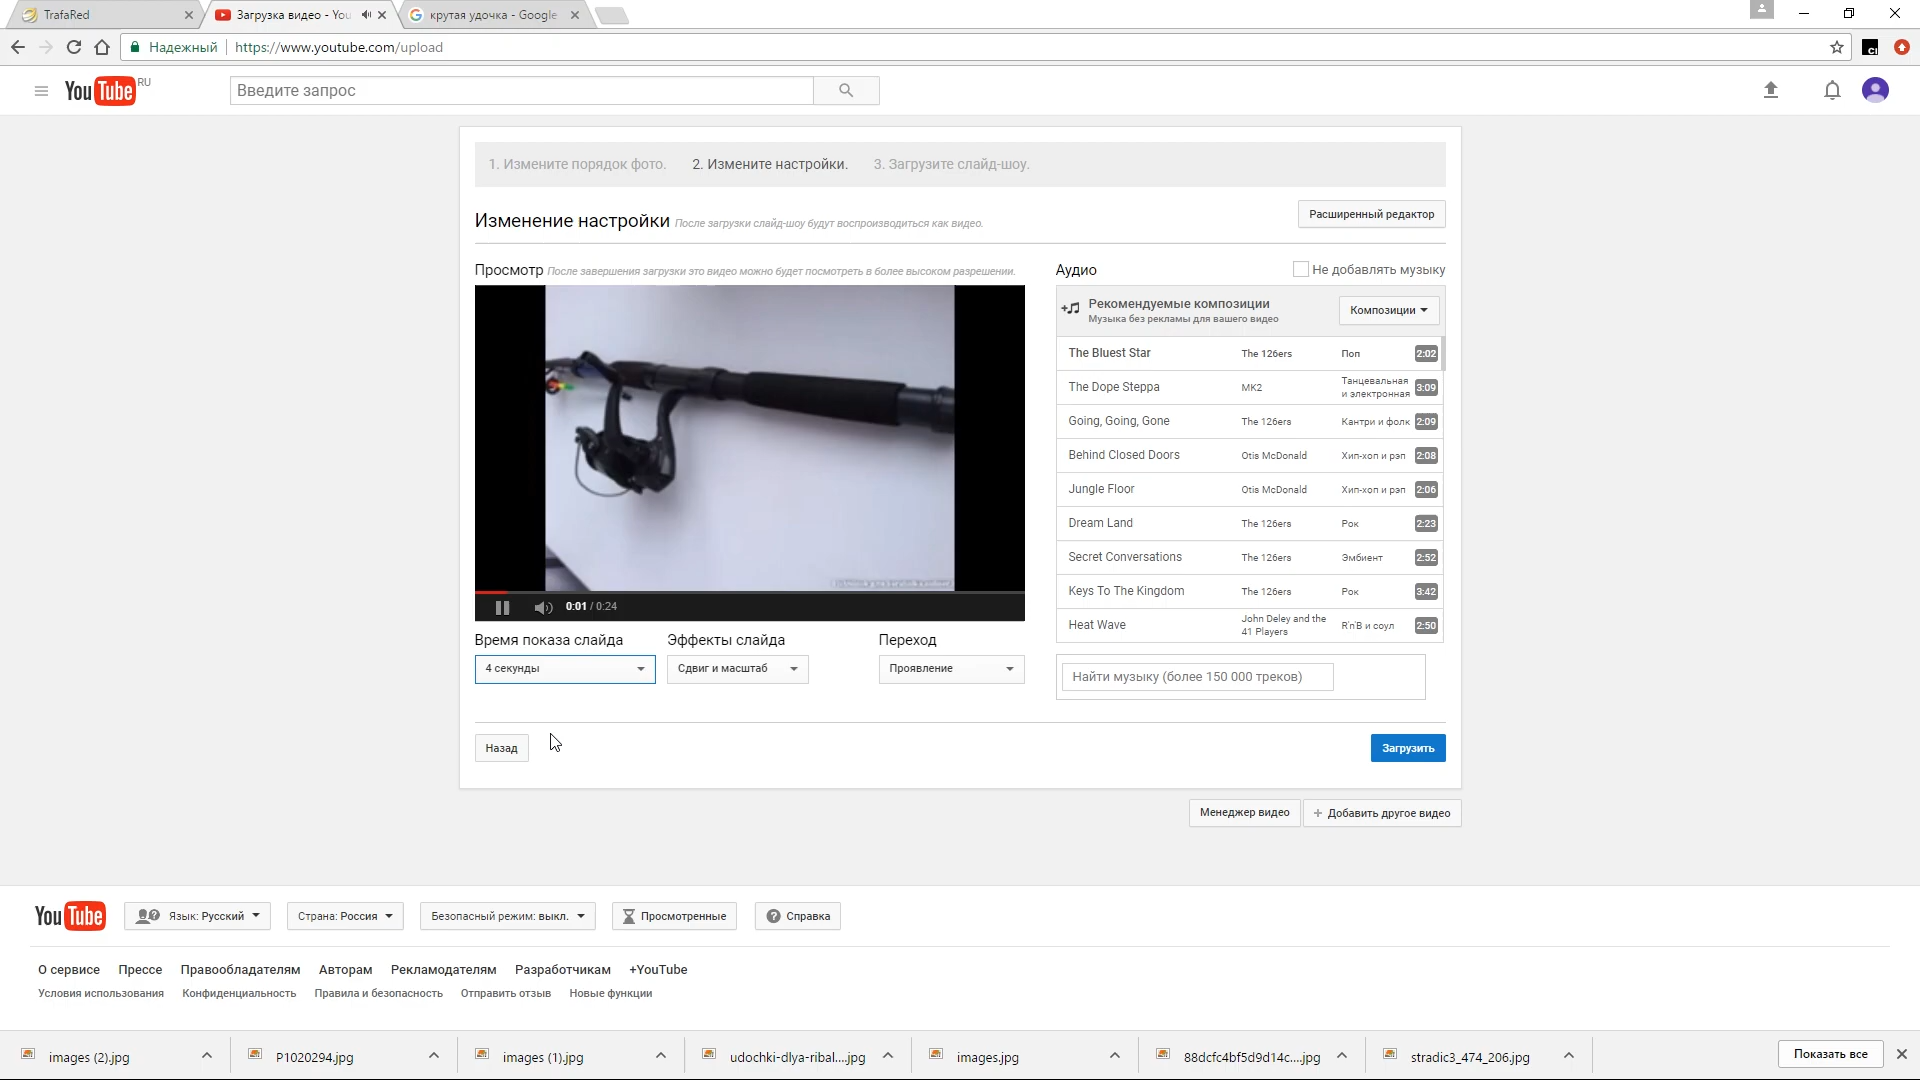 TrafaRed
Загрузка видео - You
крутая удочка - Google
Надежный
https://www.youtube.com/upload
YouTube RU
Введите запрос
1. Измените порядок фото.
2. Измените настройки.
3. Загрузите слайд-шоу.
Изменение настройки После загрузки слайд-шоу будут воспроизводиться как видео.
Расширенный редактор
Просмотр После завершения загрузки это видео можно будет посмотреть в более высоком разрешении.
0:01 / 0:24
Время показа слайда
Эффекты слайда
Переход
4 секунды
Сдвиг и масштаб
Проявление
Аудио
Не добавлять музыку
Рекомендуемые композиции
Музыка без рекламы для вашего видео
Композиции
The Bluest Star The 126ers Поп 2:02
The Dope Steppa MK2 Танцевальная и электронная 3:09
Going, Going, Gone The 126ers Кантри и фолк 2:09
Behind Closed Doors Otis McDonald Хип-хоп и рэп 2:08
Jungle Floor Otis McDonald Хип-хоп и рэп 2:06
Dream Land The 126ers Рок 2:23
Secret Conversations The 126ers Эмбиент 2:52
Keys To The Kingdom The 126ers Рок 3:42
Heat Wave John Deley and the 41 Players R'n'B и соул 2:50
Найти музыку (более 150 000 треков)
Назад
Загрузить
Менеджер видео
+ Добавить другое видео
YouTube
Язык: Русский
Страна: Россия
Безопасный режим: выкл.
Просмотренные
Справка
О сервисе Прессе Правообладателям Авторам Рекламодателям Разработчикам +YouTube
Условия использования Конфиденциальность Правила и безопасность Отправить отзыв Новые функции
images (2).jpg
P1020294.jpg
images (1).jpg
udochki-dlya-ribal....jpg
images.jpg
88dcfc4bf5d9d14c....jpg
stradic3_474_206.jpg
Показать все